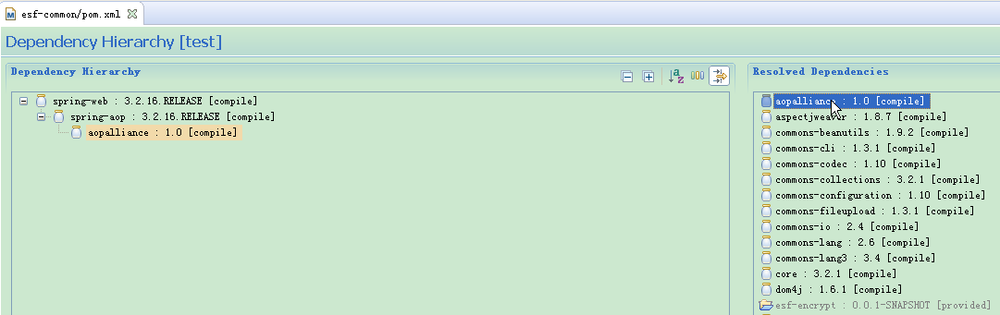 esf-common/pom.xml
Dependency Hierarchy [test]
Dependency Hierarchy
spring-web : 3.2.16.RELEASE [compile]
spring-aop : 3.2.16.RELEASE [compile]
aopalliance : 1.0 [compile]
Resolved Dependencies
aopalliance : 1.0 [compile]
aspectjweaver : 1.8.7 [compile]
commons-beanutils : 1.9.2 [compile]
commons-cli : 1.3.1 [compile]
commons-codec : 1.10 [compile]
commons-collections : 3.2.1 [compile]
commons-configuration : 1.10 [compile]
commons-fileupload : 1.3.1 [compile]
commons-io : 2.4 [compile]
commons-lang : 2.6 [compile]
commons-lang3 : 3.4 [compile]
core : 3.2.1 [compile]
dom4j : 1.6.1 [compile]
esf-encrypt : 0.0.1-SNAPSHOT [provided]